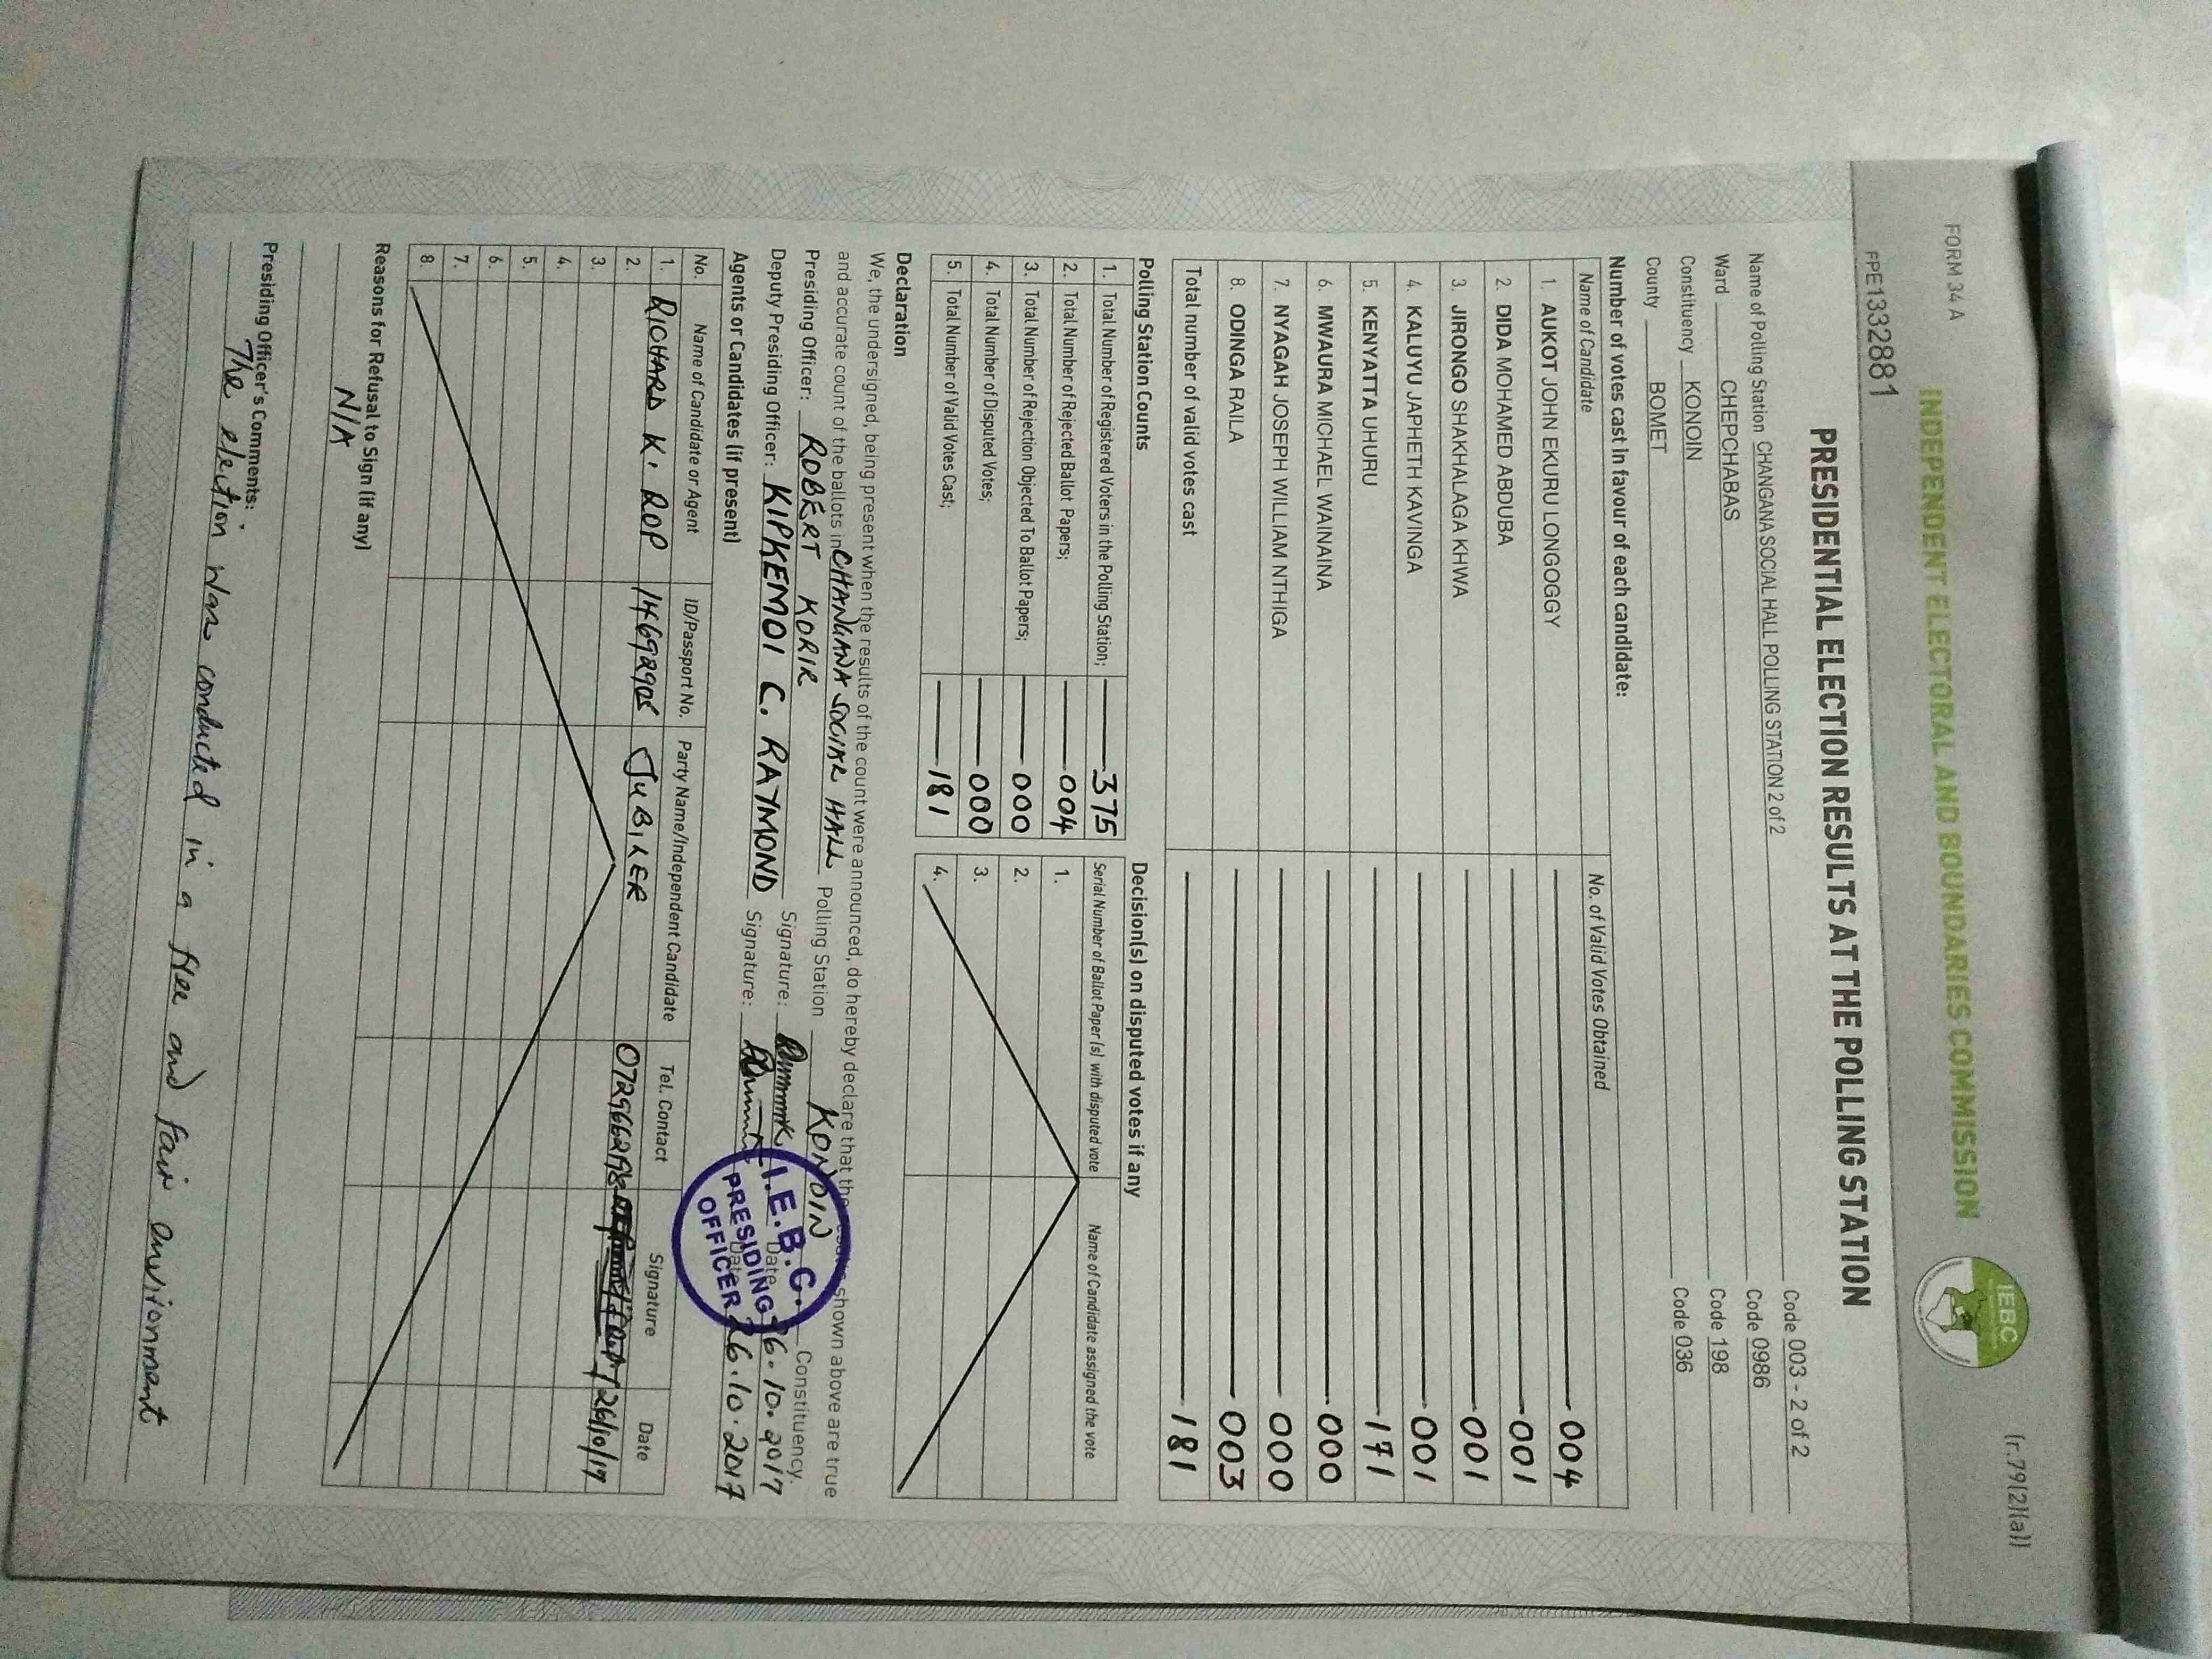 FORM 34 A
(r.79(2)(a))
INDEPENDENT ELECTORAL AND BOUNDARIES COMMISSION
IEBC
FPE1332881
PRESIDENTIAL ELECTION RESULTS AT THE POLLING STATION
Name of Polling Station CHANGANA SOCIAL HALL POLLING STATION 2 of 2 Code 003 - 2 of 2
Ward CHEPCHABAS Code 0986
Constituency KONOIN Code 198
County BOMET Code 036
Number of votes cast in favour of each candidate:
Name of Candidate No. of Valid Votes Obtained
1. AUKOT JOHN EKURU LONGOGGY 004
2. DIDA MOHAMED ABDUBA 001
3. JIRONGO SHAKHALAGA KHWA 001
4. KALUYU JAPHETH KAVINGA 001
5. KENYATTA UHURU 171
6. MWAURA MICHAEL WAINAINA 000
7. NYAGAH JOSEPH WILLIAM NTHIGA 000
8. ODINGA RAILA 003
Total number of valid votes cast 181
Polling Station Counts
1. Total Number of Registered Voters in the Polling Station; 375
2. Total Number of Rejected Ballot Papers; 004
3. Total Number of Rejection Objected To Ballot Papers; 000
4. Total Number of Disputed Votes; 000
5. Total Number of Valid Votes Cast; 181
Decision(s) on disputed votes if any
Serial Number of Ballot Paper (s) with disputed vote Name of Candidate assigned the vote
1.
2.
3.
4.
Declaration
We, the undersigned, being present when the results of the count were announced, do hereby declare that the results shown above are true
and accurate count of the ballots in CHANGANA SOCIAL HALL Polling Station KONOIN Constituency.
Presiding Officer: ROBERT KORIR Signature: Date 26.10.2017
Deputy Presiding Officer: KIPKEMOI C. RAYMOND Signature: Date 26.10.2017
I.E.B.C.
PRESIDING
OFFICER
Agents or Candidates (if present)
No. Name of Candidate or Agent ID/Passport No. Party Name/Independent Candidate Tel. Contact Signature Date
1. RICHARD K. ROP 14692908 JUBILEE 26/10/17
2.
3.
4.
5.
6.
7.
8.
Reasons for Refusal to Sign (if any)
N/A
Presiding Officer's Comments:
The election was conducted in a free and fair environment